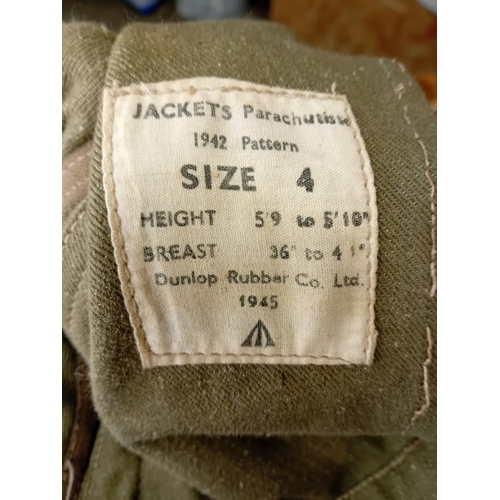 JACKETS Parachutist
1942 Pattern
SIZE 4
HEIGHT 5'9 to 5'10"
BREAST 36" to 41"
Dunlop Rubber Co. Ltd.
1945